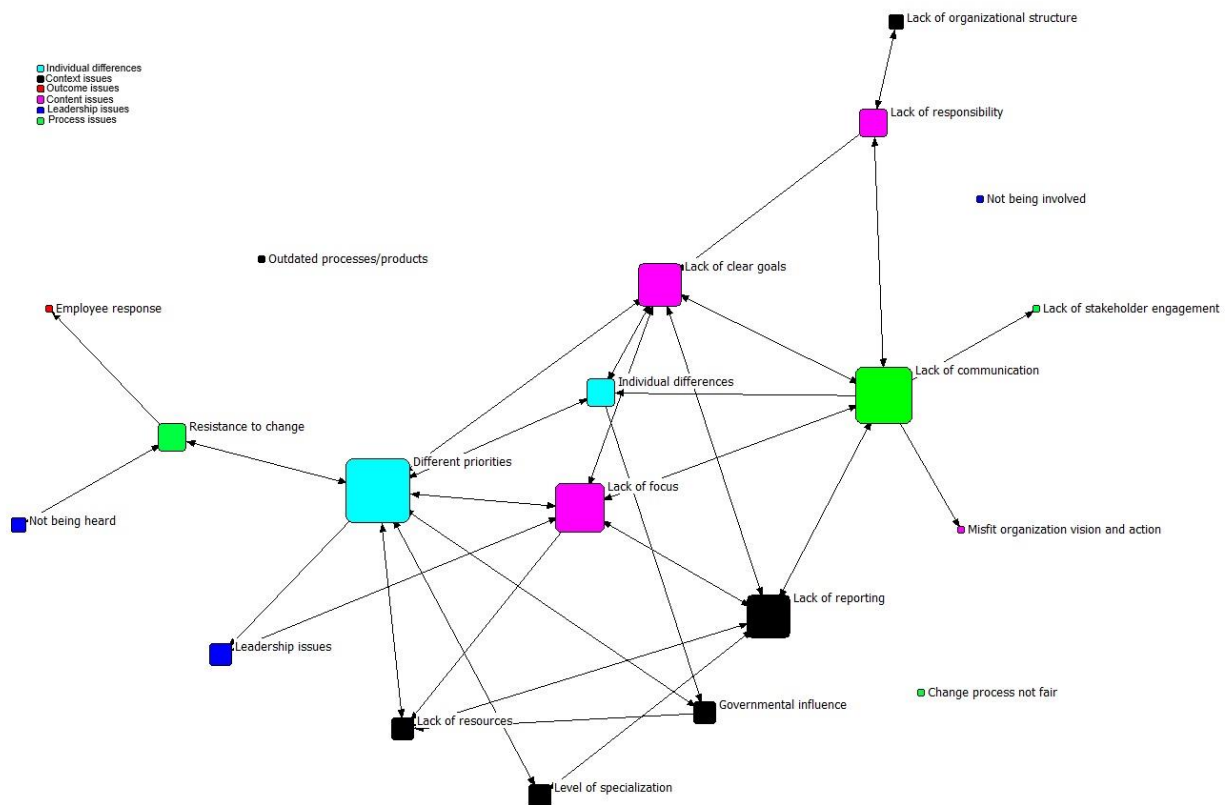 Lack of organizational structure
Individual differences
Context issues
Outcome issues
Content issues
Leadership issues
Process issues
Lack of responsibility
Not being involved
Outdated processes/products
Lack of clear goals
Employee response
Lack of stakeholder engagement
Lack of communication
Individual differences
Resistance to change
Different priorities
Lack of focus
Not being heard
Misfit organization vision and action
Lack of reporting
Leadership issues
Change process not fair
Governmental influence
Lack of resources
Level of specialization